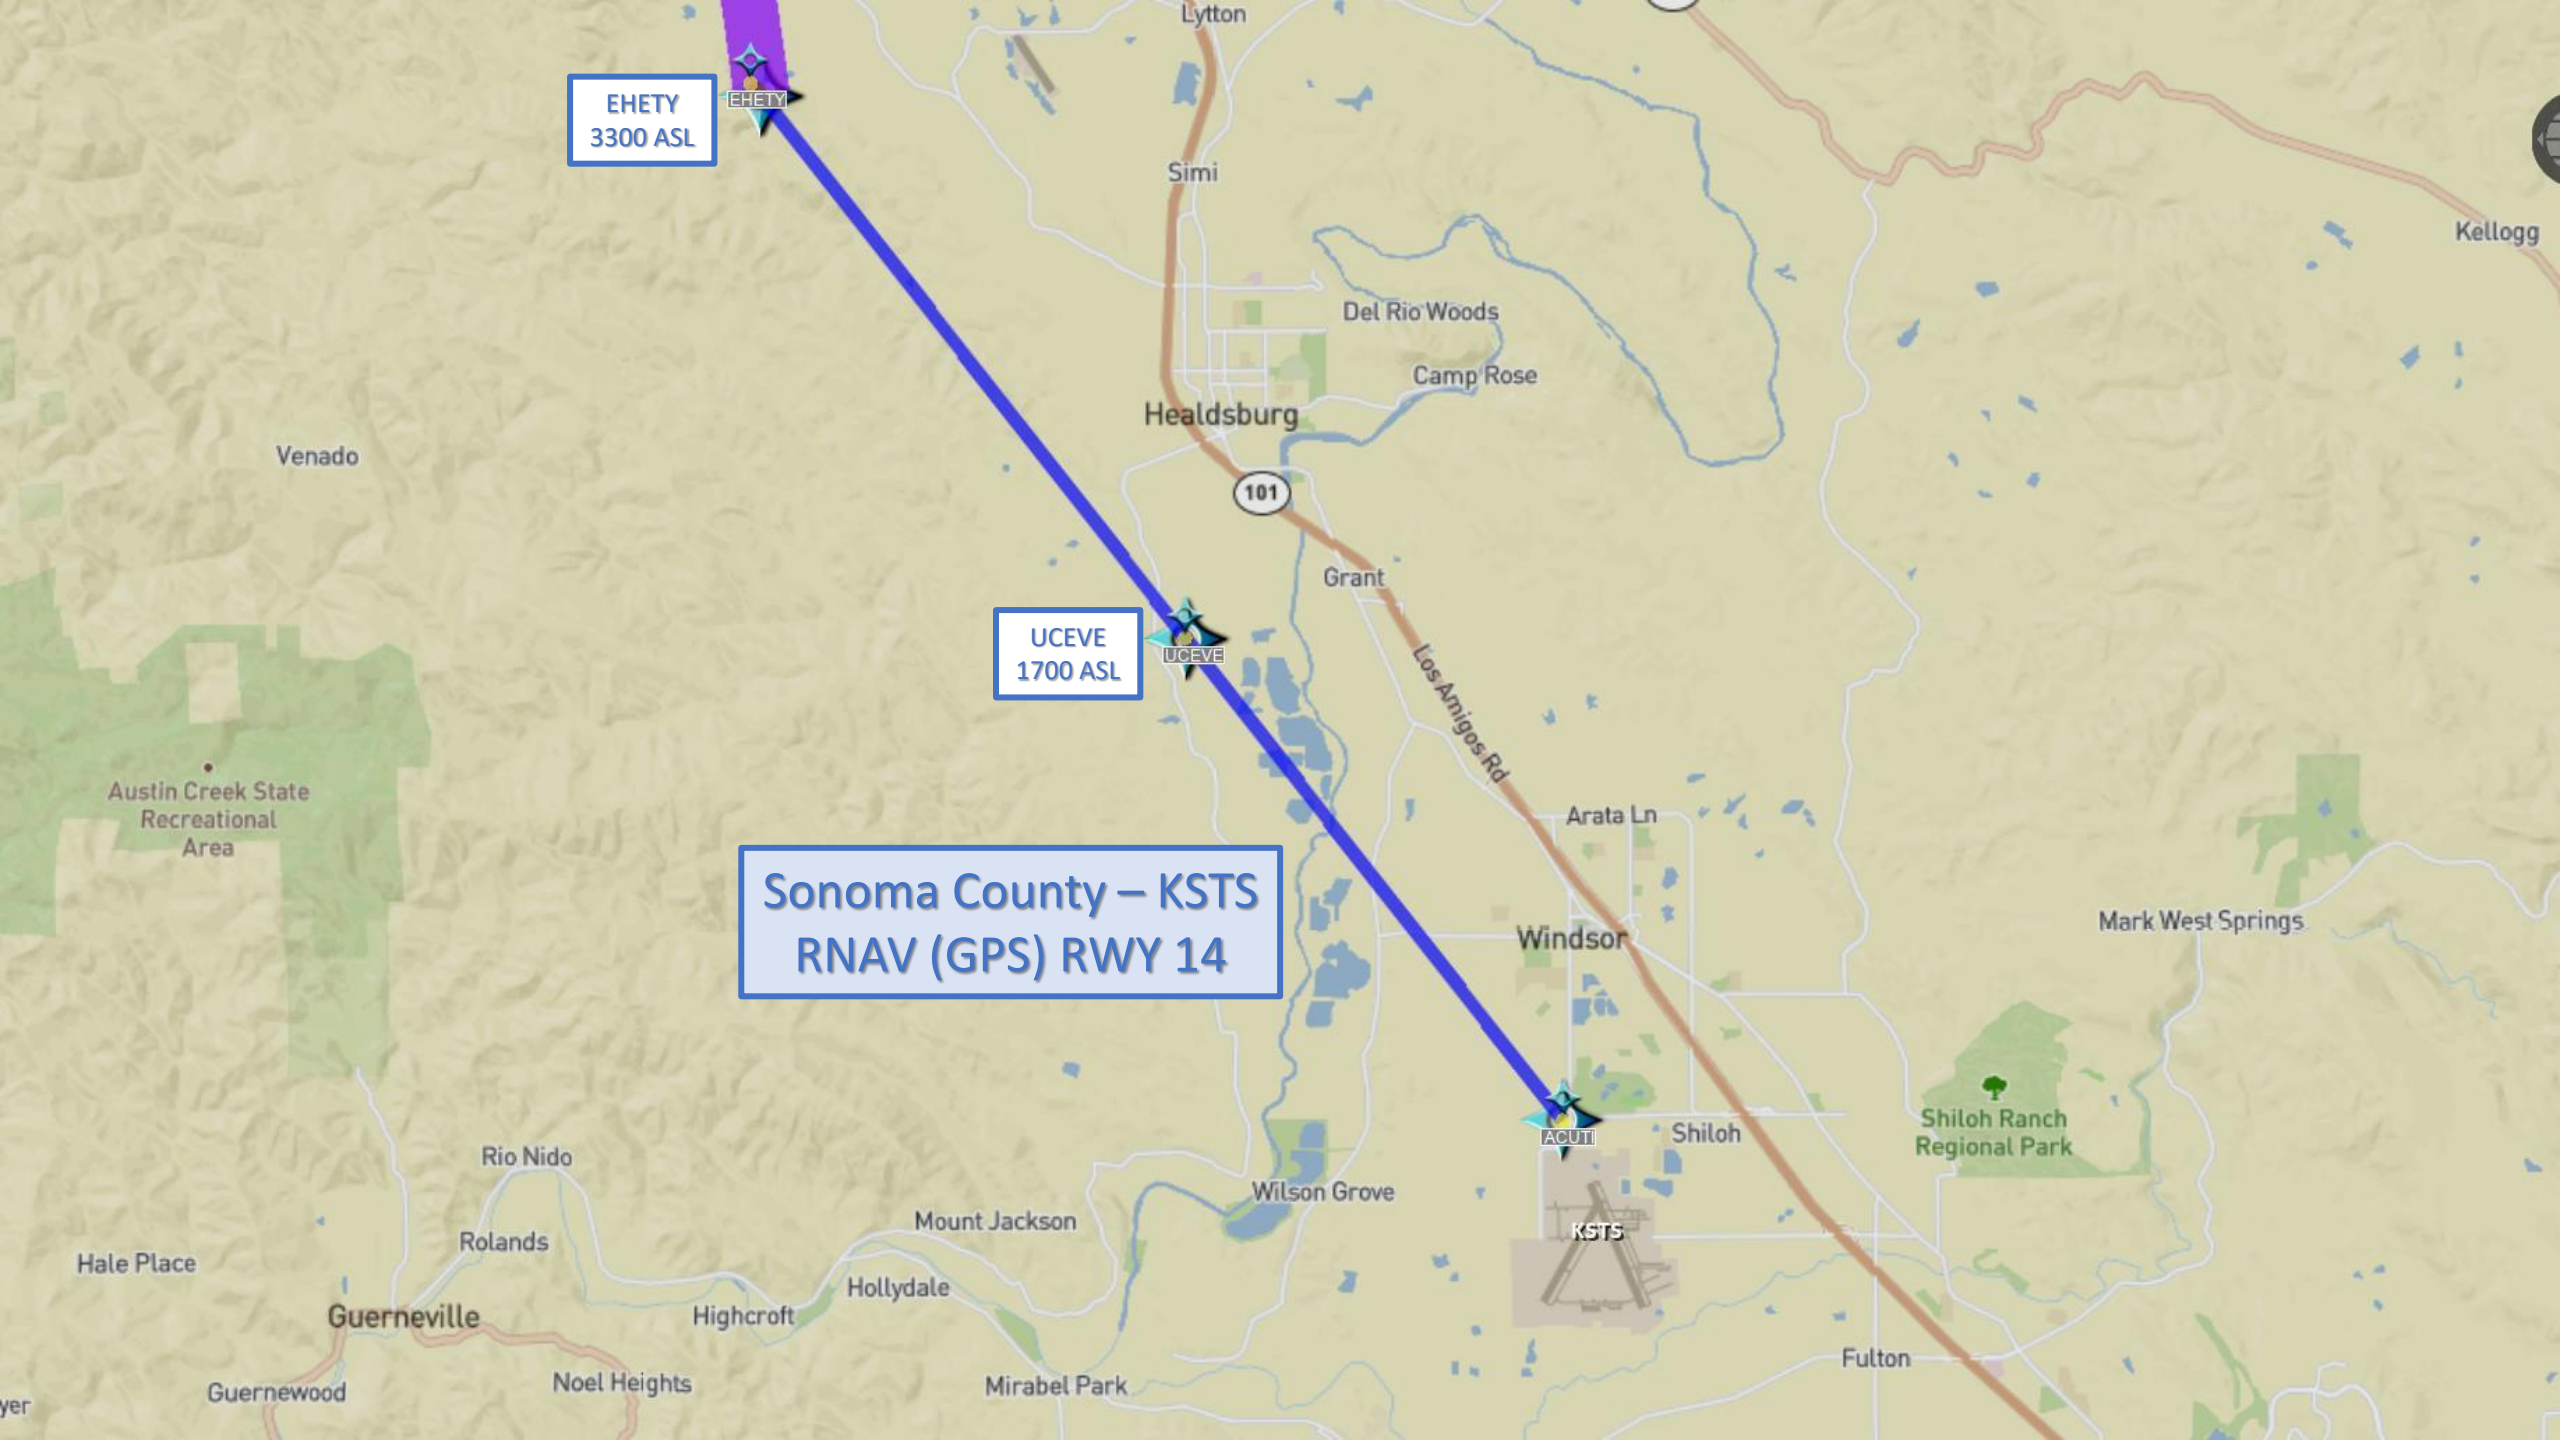 Lytton
EHETY
EHETY
3300 ASL
Simi
Kellogg
Del Rio Woods
Camp Rose
Healdsburg
Venado
101
Grant
UCEVE
1700 ASL
UCEVE
Los Amigos Rd
Austin Creek State
Recreational
Area
Arata Ln
Sonoma County – KSTS
RNAV (GPS) RWY 14
Windsor
Mark West Springs
ACUTI
Shiloh
Shiloh Ranch
Regional Park
Rio Nido
Wilson Grove
Mount Jackson
KSTS
Rolands
Hale Place
Hollydale
Guerneville
Highcroft
Fulton
Noel Heights
Mirabel Park
Guernewood
yer